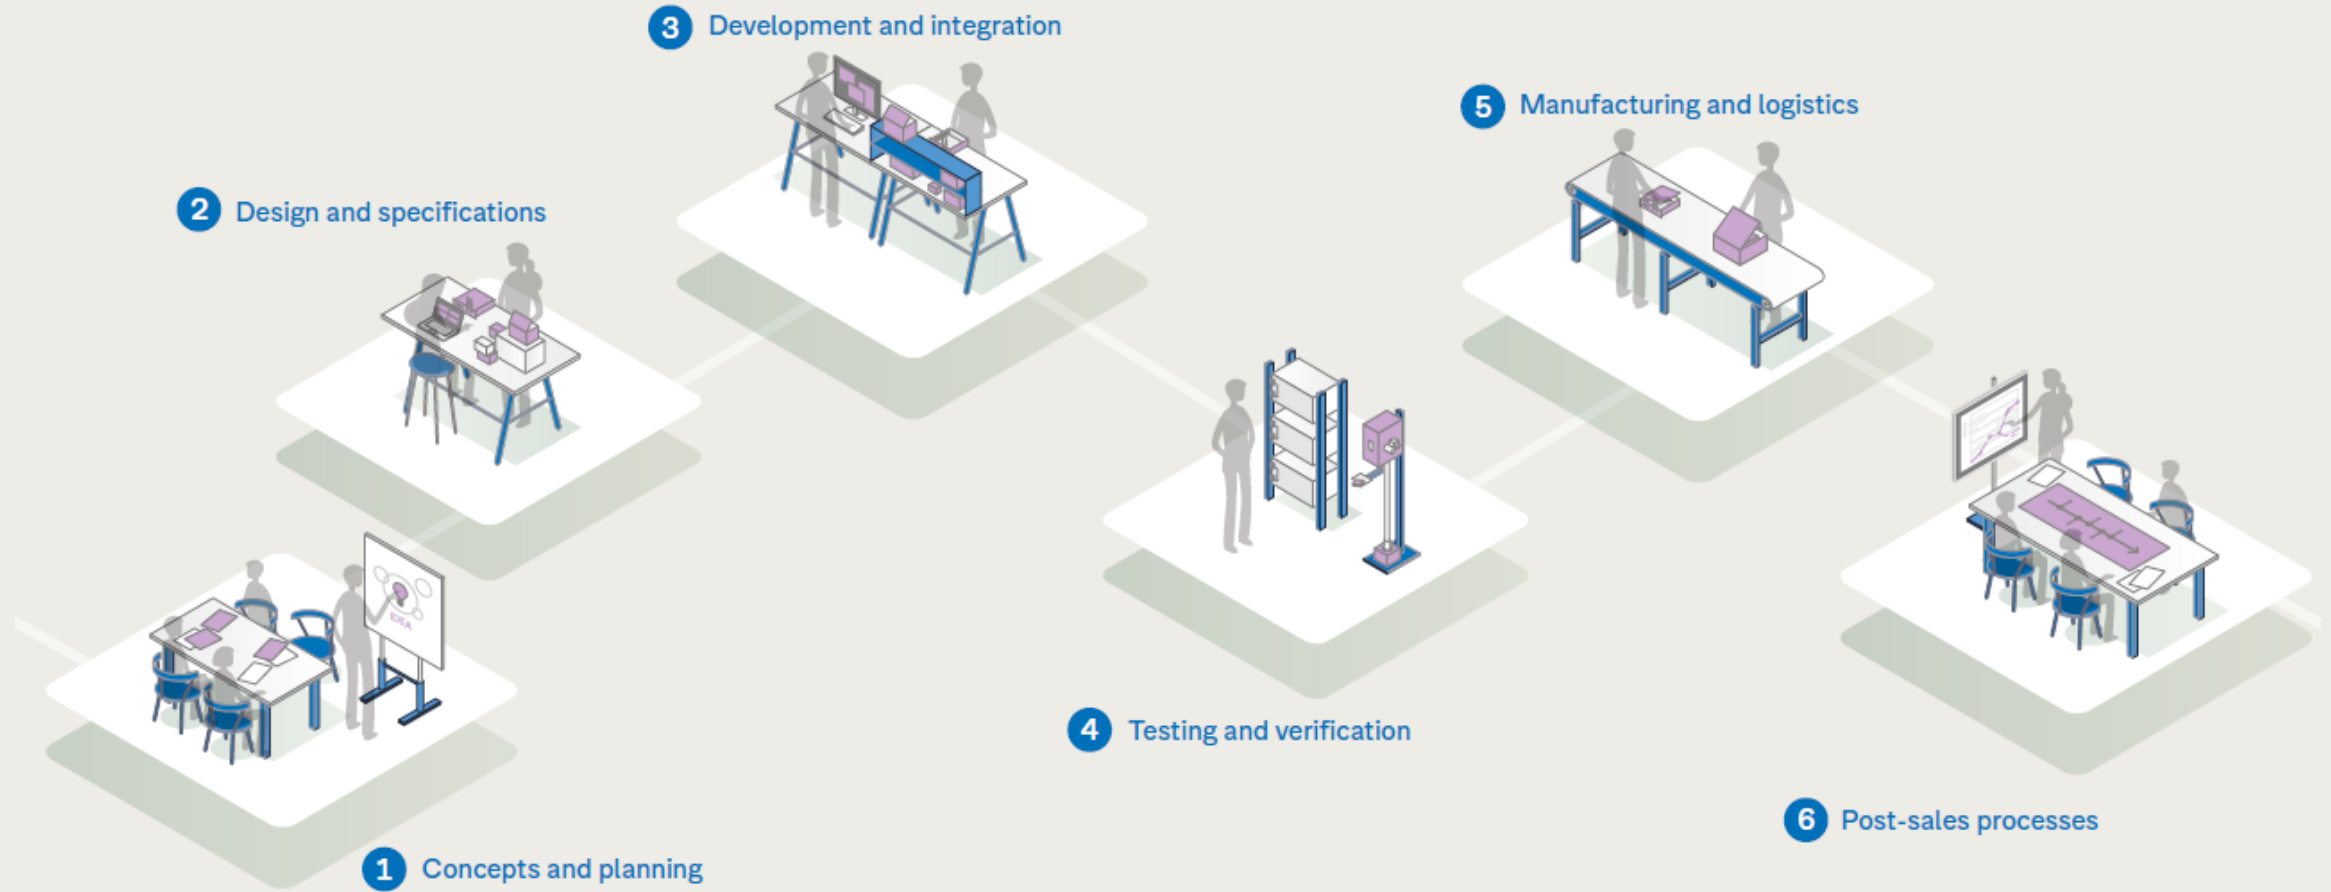 3 Development and integration
5 Manufacturing and logistics
2 Design and specifications
IDEA
4 Testing and verification
6 Post-sales processes
1 Concepts and planning